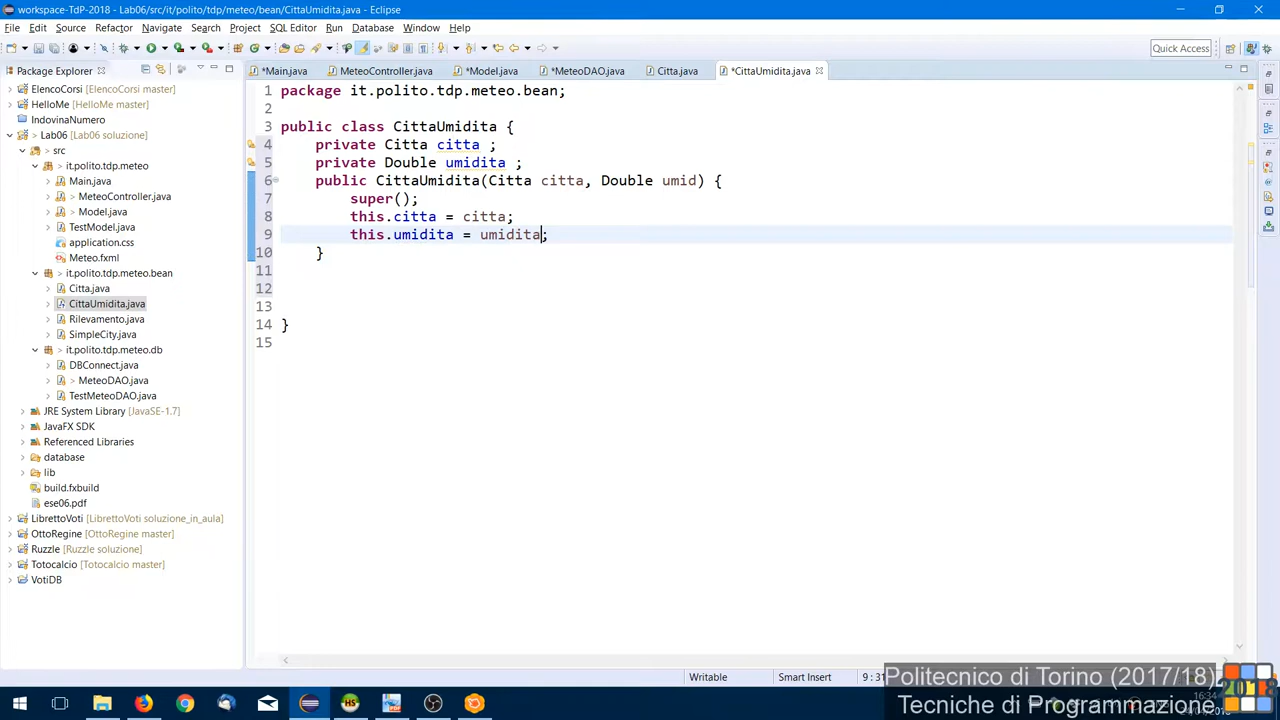 workspace-TdP-2018 - Lab06/src/it/polito/tdp/meteo/bean/CittaUmidita.java - Eclipse
File Edit Source Refactor Navigate Search Project SQL Editor Run Database Window Help
Quick Access
Package Explorer
*Main.java MeteoController.java *Model.java *MeteoDAO.java Citta.java *CittaUmidita.java
ElencoCorsi [ElencoCorsi master]
HelloMe [HelloMe master]
IndovinaNumero
Lab06 [Lab06 soluzione]
src
> it.polito.tdp.meteo
Main.java
> MeteoController.java
> Model.java
TestModel.java
application.css
Meteo.fxml
> it.polito.tdp.meteo.bean
Citta.java
CittaUmidita.java
Rilevamento.java
SimpleCity.java
> it.polito.tdp.meteo.db
DBConnect.java
> MeteoDAO.java
TestMeteoDAO.java
JRE System Library [JavaSE-1.7]
JavaFX SDK
Referenced Libraries
database
lib
build.fxbuild
ese06.pdf
LibrettoVoti [LibrettoVoti soluzione_in_aula]
OttoRegine [OttoRegine master]
Ruzzle [Ruzzle soluzione]
Totocalcio [Totocalcio master]
VotiDB
1 package it.polito.tdp.meteo.bean;
2
3 public class CittaUmidita {
4 private Citta citta ;
5 private Double umidita ;
6 public CittaUmidita(Citta citta, Double umid) {
7 super();
8 this.citta = citta;
9 this.umidita = umidita;
10 }
11
12
13
14 }
15
Writable Smart Insert 9 : 31
Politecnico di Torino (2017/18)
Tecniche di Programmazione
2018
16:34